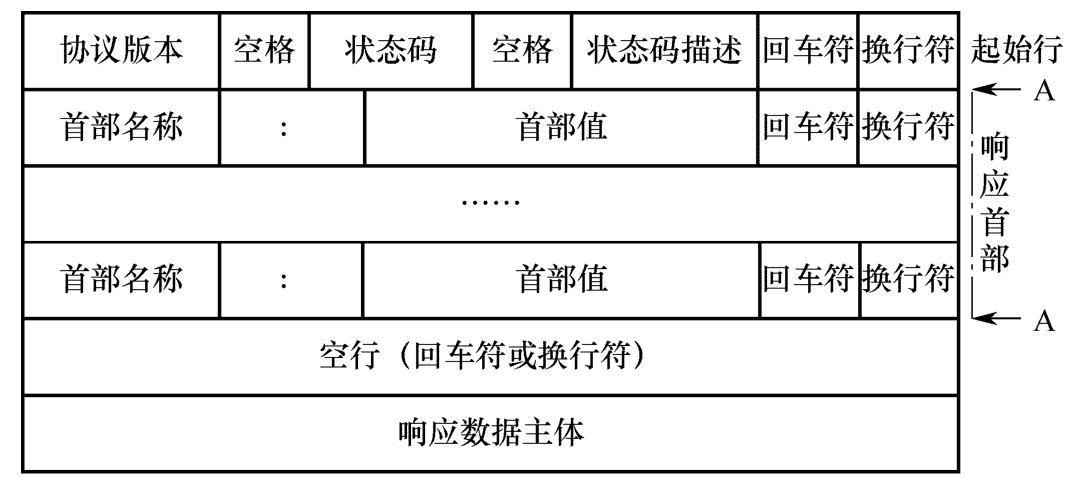 协议版本 空格 状态码 空格 状态码描述 回车符 换行符 起始行
A
首部名称 : 首部值 回车符 换行符
响应首部
……
首部名称 : 首部值 回车符 换行符
A
空行（回车符或换行符）
响应数据主体